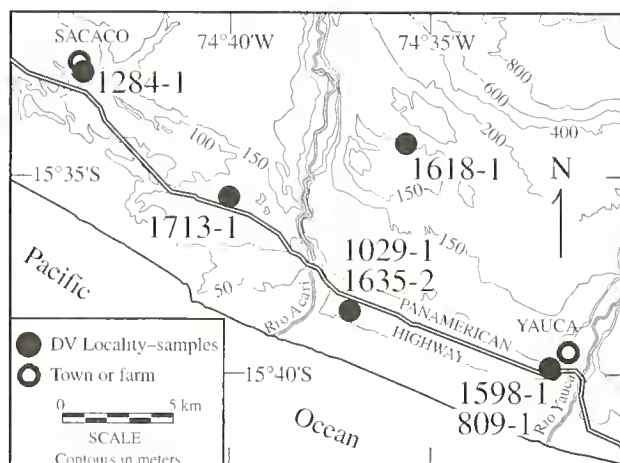 SACACO
74°40'W
74°35'W
800
600
400
200
1284-1
100
150
1618-1
N
15°35'S
150
1713-1
150
1029-1
1635-2
Pacific
50
Rio Acari
PANAMERICAN
HIGHWAY
YAUCA
DV Locality–samples
Town or farm
15°40'S
1598-1
809-1
Rio Yauca
0 5 km
SCALE
Ocean
Contours in meters